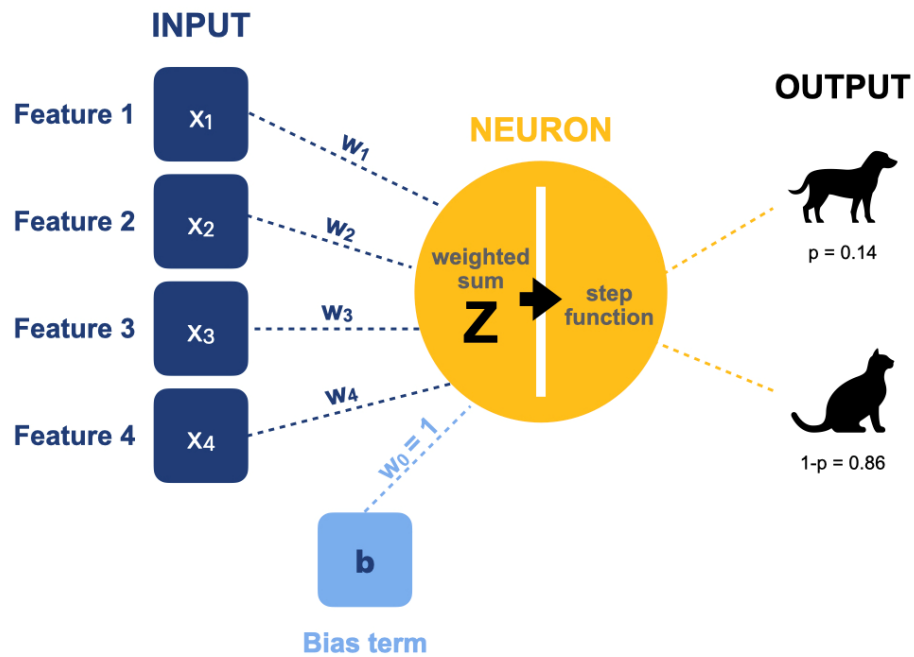 INPUT
Feature 1
x₁
w₁
Feature 2
x₂
w₂
Feature 3
x₃
w₃
Feature 4
x₄
w₄
w₀ = 1
b
Bias term
NEURON
weighted
sum
Z
step
function
OUTPUT
p = 0.14
1-p = 0.86